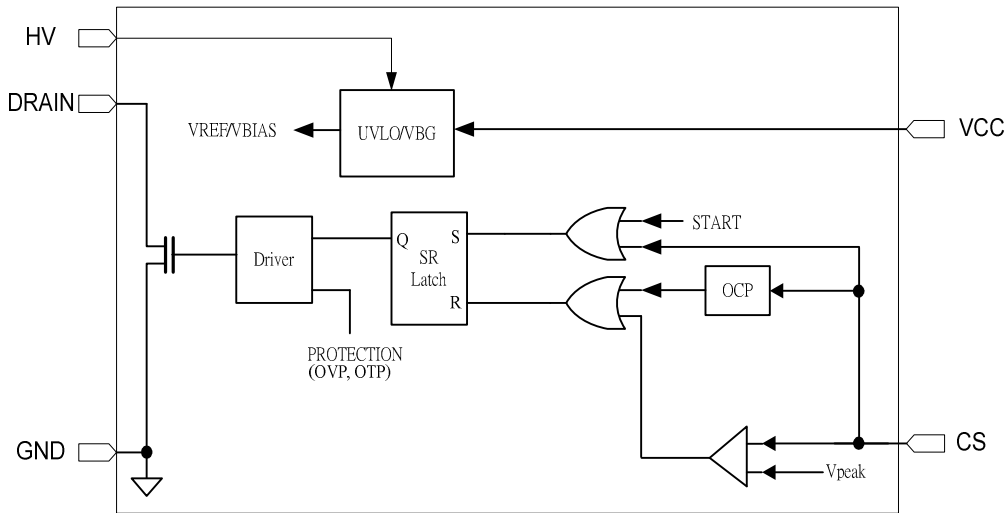 HV
DRAIN
VREF/VBIAS
UVLO/VBG
VCC
START
Driver
Q
SR
Latch
S
R
OCP
PROTECTION
(OVP, OTP)
GND
CS
Vpeak